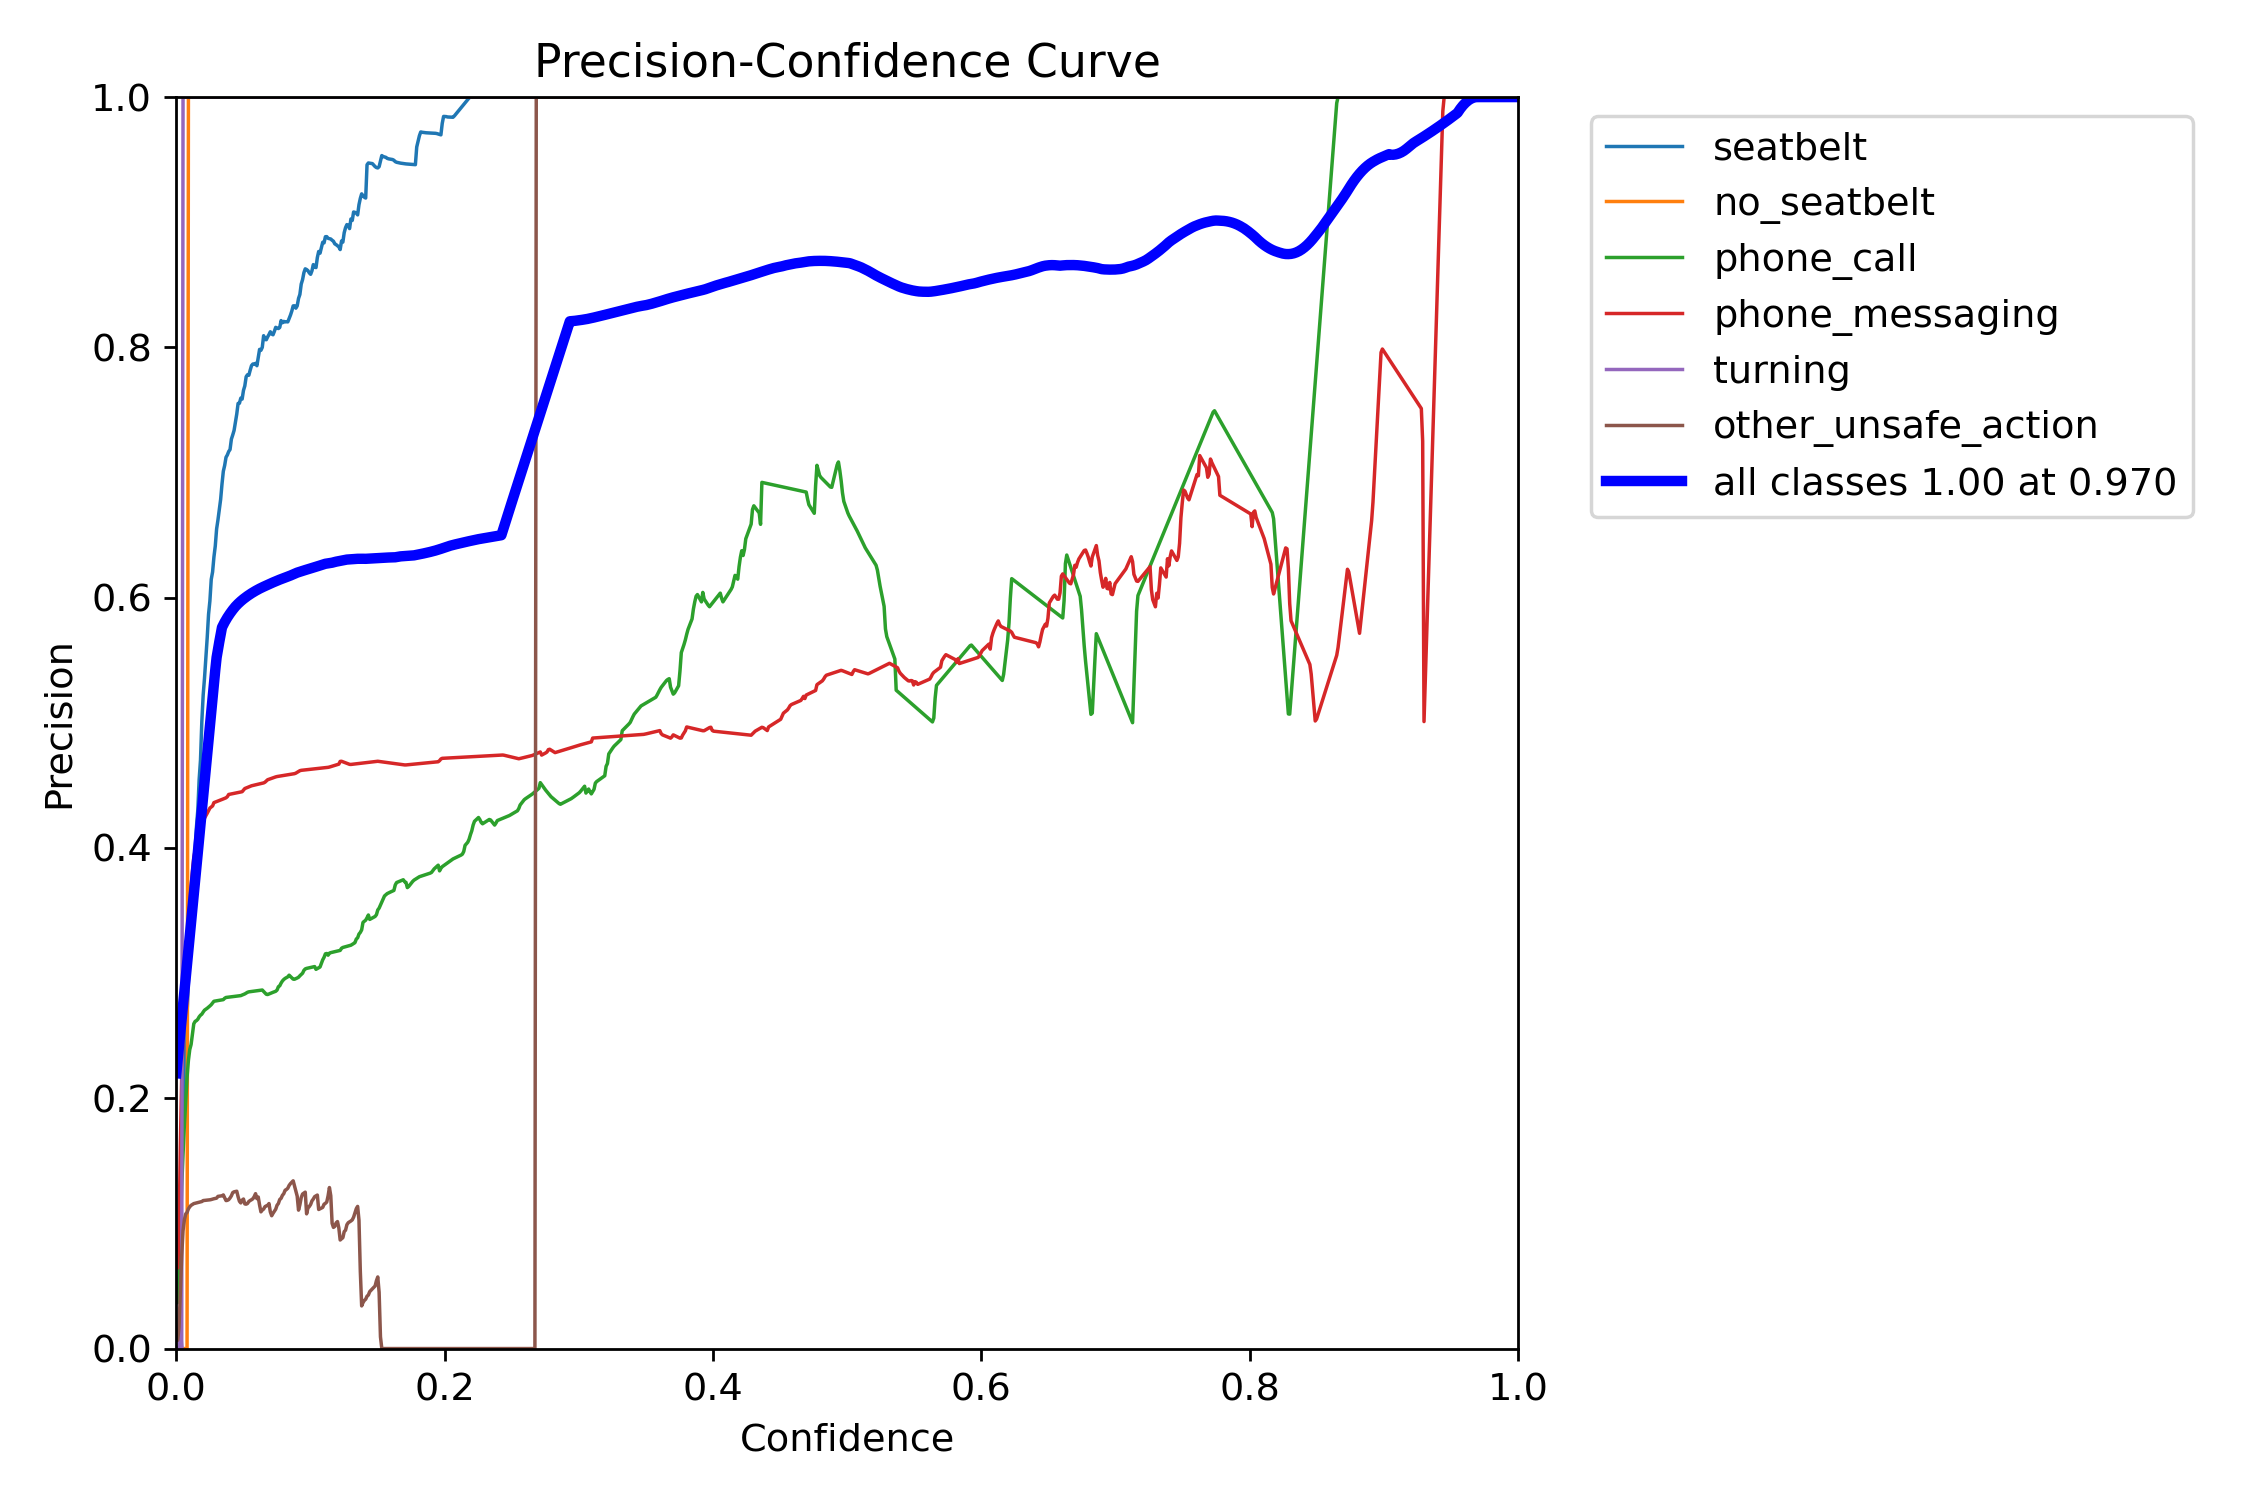 Precision-Confidence Curve
1.0
0.8
0.6
0.4
0.2
0.0
Precision
0.0 0.2 0.4 0.6 0.8 1.0
Confidence
seatbelt
no_seatbelt
phone_call
phone_messaging
turning
other_unsafe_action
all classes 1.00 at 0.970